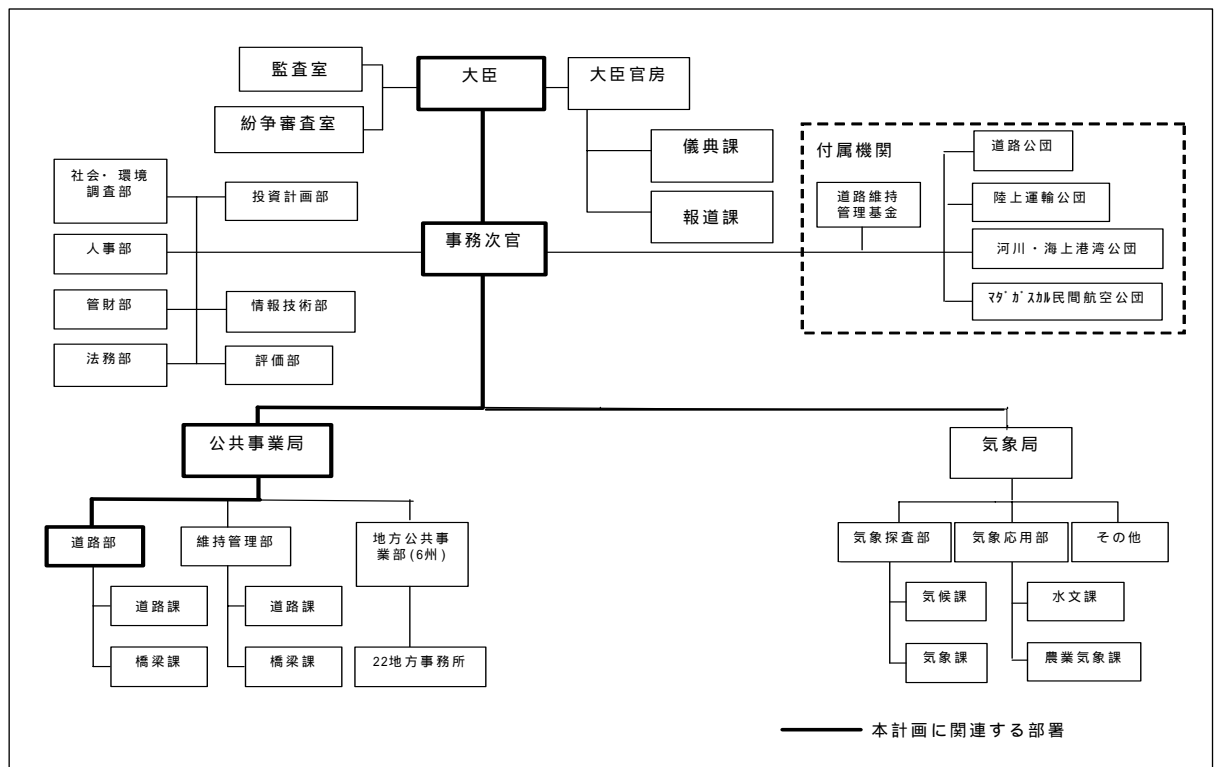 監査室
大臣
大臣官房
紛争審査室
儀典課
報道課
付属機関
道路公団
道路維持
管理基金
陸上運輸公団
河川・海上港湾公団
ﾏﾀﾞｶﾞｽｶﾙ民間航空公団
社会・環境
調査部
投資計画部
人事部
事務次官
管財部
情報技術部
法務部
評価部
公共事業局
気象局
道路部
維持管理部
地方公共事
業部(6州)
気象探査部
気象応用部
その他
道路課
道路課
気候課
水文課
橋梁課
橋梁課
22地方事務所
気象課
農業気象課
本計画に関連する部署